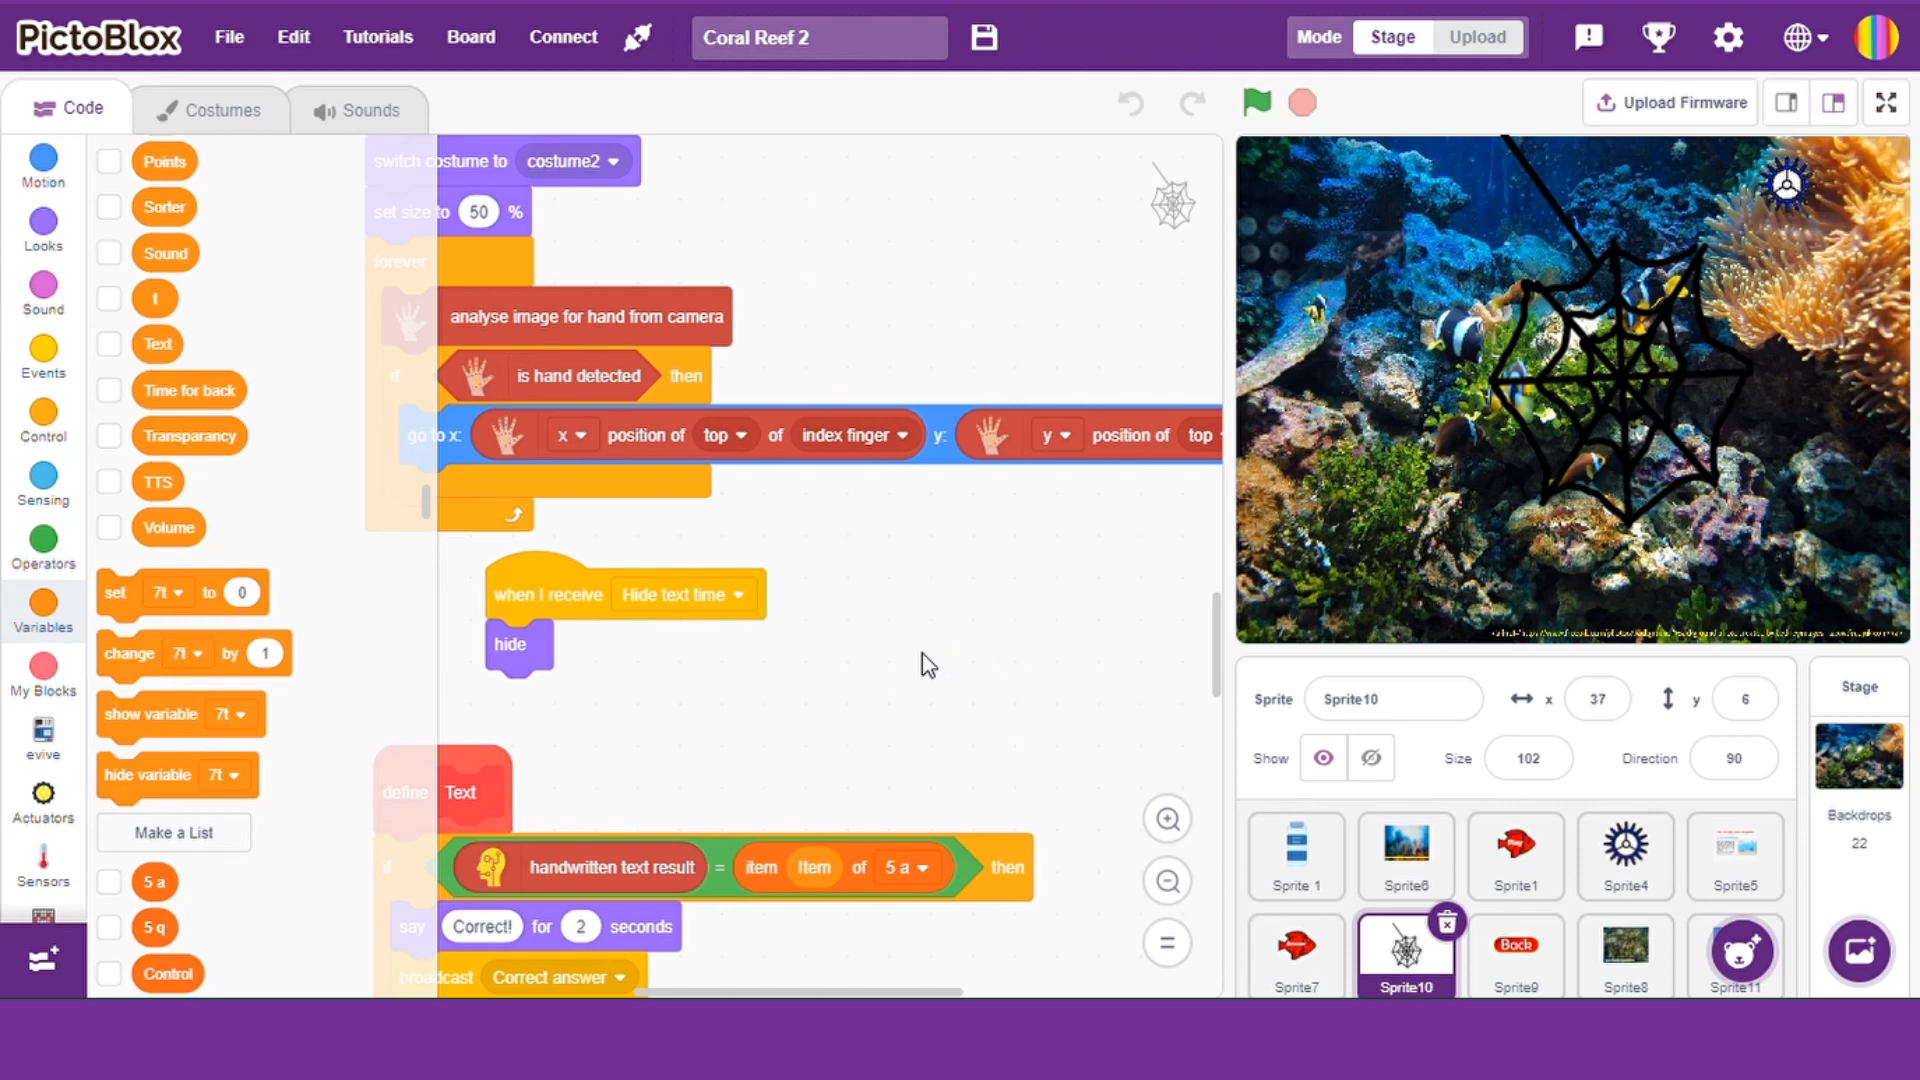 PictoBlox File Edit Tutorials Board Connect Coral Reef 2 Mode Stage Upload
Code Costumes Sounds
Upload Firmware
Motion
Looks
Sound
Events
Control
Sensing
Operators
Variables
My Blocks
evive
Actuators
Sensors
Points
Sorter
Sound
t
Text
Time for back
Transparancy
TTS
Volume
set 7t to 0
change 7t by 1
show variable 7t
hide variable 7t
Make a List
5 a
5 q
Control
switch costume to costume2
set size to 50 %
forever
analyse image for hand from camera
if is hand detected then
go to x: x position of top of index finger y: y position of top
when I receive Hide text time
hide
define Text
if handwritten text result = item Item of 5 a then
say Correct! for 2 seconds
broadcast Correct answer
Sprite Sprite10 x 37 y 6
Show Size 102 Direction 90
Sprite 1 Sprite6 Sprite1 Sprite4 Sprite5
Play
Back
Sprite7 Sprite10 Sprite9 Sprite8 Sprite11
Stage
Backdrops
22